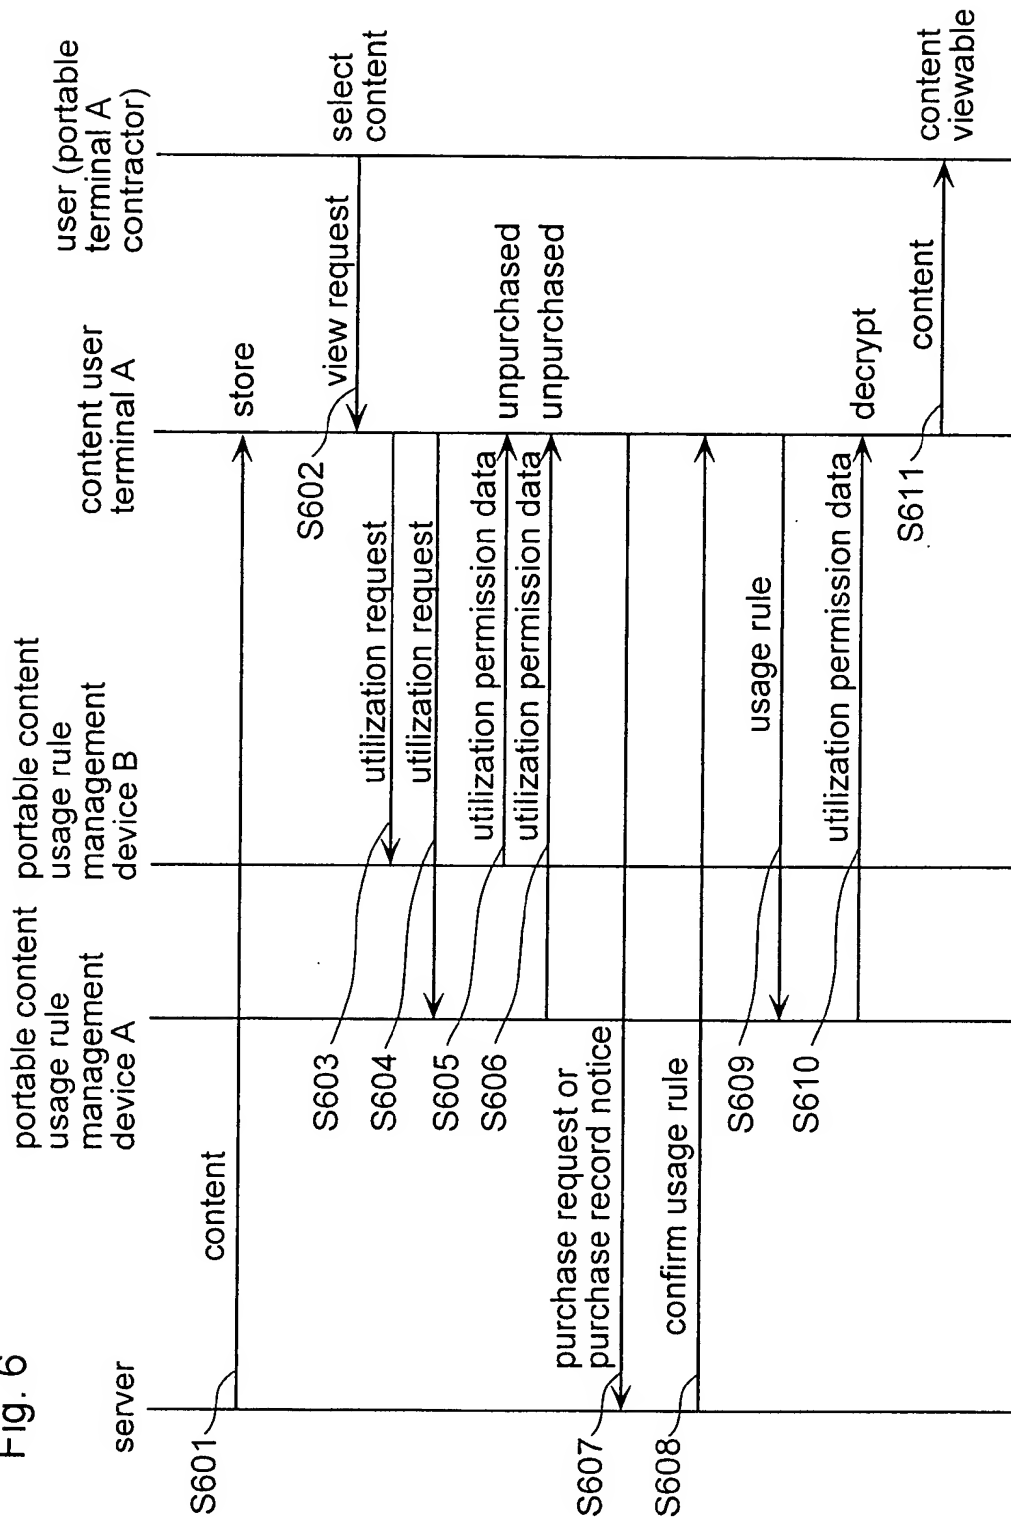 Fig. 6
server
portable content
usage rule
management
device A
portable content
usage rule
management
device B
content user
terminal A
user (portable
terminal A
contractor)
S601
content
store
S602
view request
select
content
S603
utilization request
S604
utilization request
S605
utilization permission data
unpurchased
S606
utilization permission data
unpurchased
S607
purchase request or
purchase record notice
S608
confirm usage rule
S609
usage rule
S610
utilization permission data
decrypt
S611
content
content
viewable